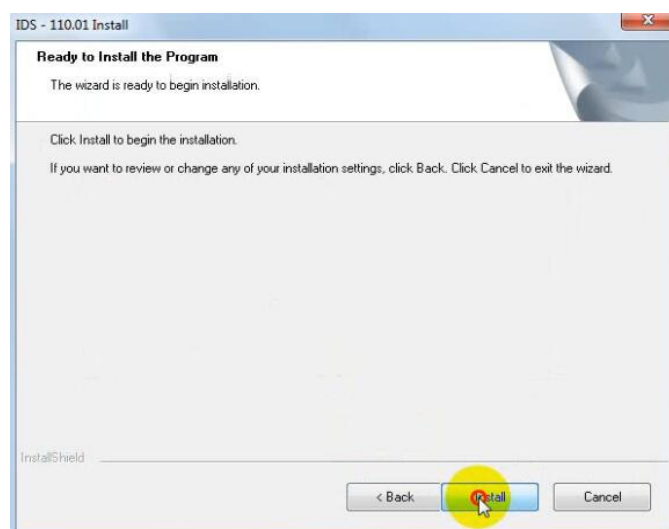 IDS - 110.01 Install
Ready to Install the Program
The wizard is ready to begin installation.
Click Install to begin the installation.
If you want to review or change any of your installation settings, click Back. Click Cancel to exit the wizard.
InstallShield
< Back Install Cancel